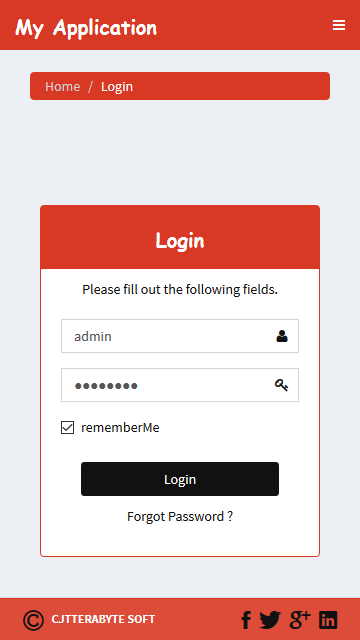 My Application
Home / Login
Login
Please fill out the following fields.
admin
●●●●●●●●
rememberMe
Login
Forgot Password ?
© CJTTERABYTE SOFT